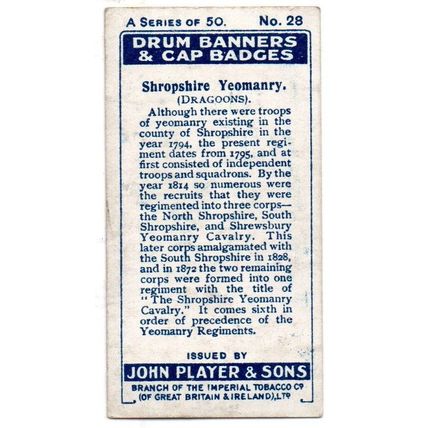 A SERIES OF 50. No. 28
DRUM BANNERS
& CAP BADGES
Shropshire Yeomanry.
(DRAGOONS).
Although there were troops
of yeomanry existing in the
county of Shropshire in the
year 1794, the present regi-
ment dates from 1795, and at
first consisted of independent
troops and squadrons. By the
year 1814 so numerous were
the recruits that they were
regimented into three corps—
the North Shropshire, South
Shropshire, and Shrewsbury
Yeomanry Cavalry. This
later corps amalgamated with
the South Shropshire in 1828,
and in 1872 the two remaining
corps were formed into one
regiment with the title of
"The Shropshire Yeomanry
Cavalry." It comes sixth in
order of precedence of the
Yeomanry Regiments.
ISSUED BY
JOHN PLAYER & SONS
BRANCH OF THE IMPERIAL TOBACCO Co
(OF GREAT BRITAIN & IRELAND), LTD